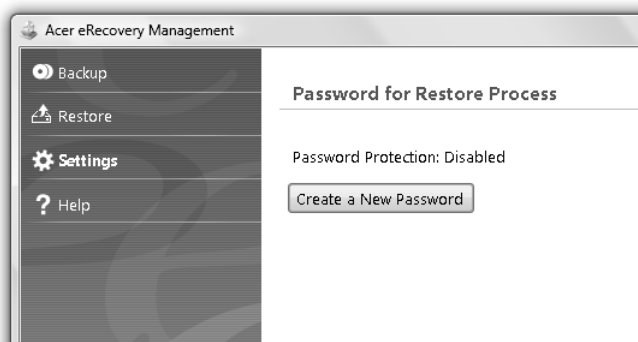 Acer eRecovery Management
Backup
Restore
Settings
Help
Password for Restore Process
Password Protection: Disabled
Create a New Password